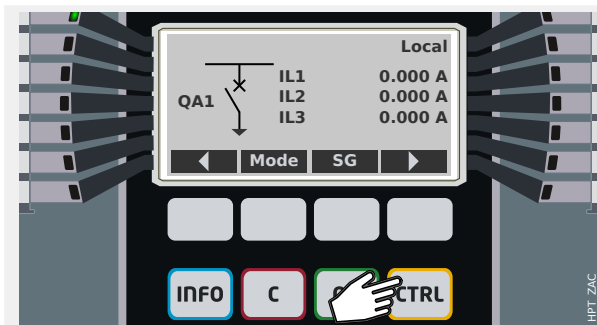 Local
IL1 0.000 A
QA1 IL2 0.000 A
IL3 0.000 A
Mode SG
INFO C CTRL
HPT ZAC